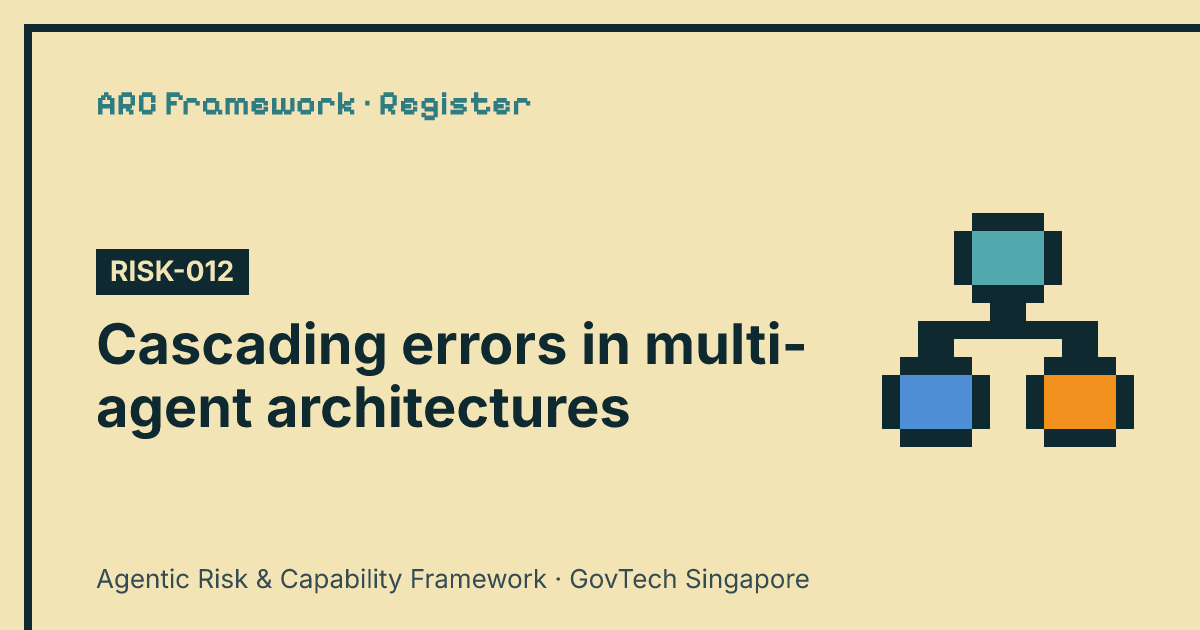 ARC Framework · Register
RISK-012
Cascading errors in multi-
agent architectures
Agentic Risk & Capability Framework · GovTech Singapore